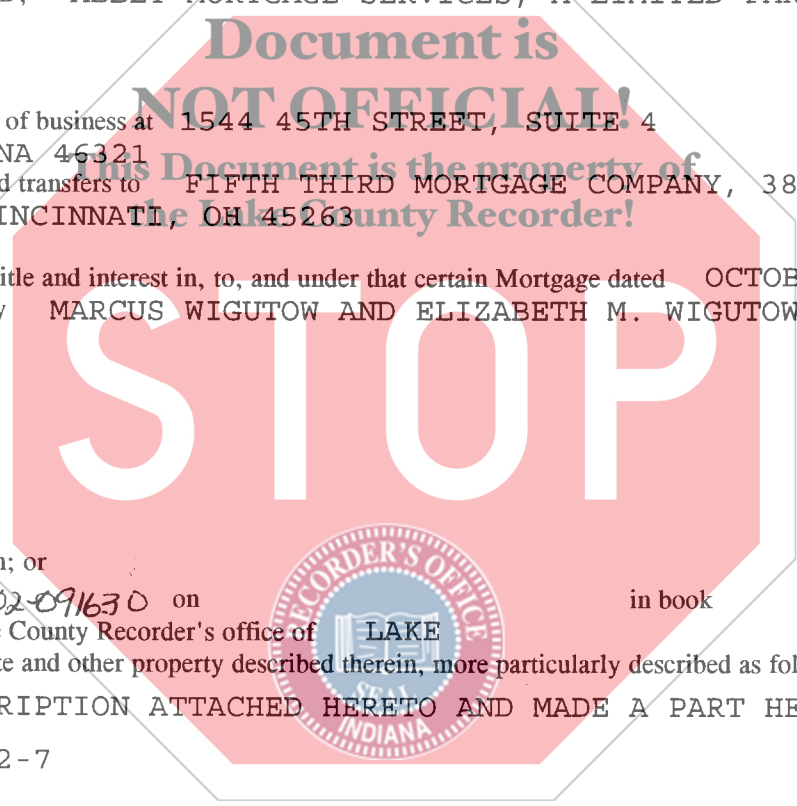 Document is
NOT OFFICIAL!
of business at 1544 45TH STREET, SUITE 4
NA 46321
This Document is the property of
d transfers to FIFTH THIRD MORTGAGE COMPANY, 38
INCINNATI, OH 45263
the Lake County Recorder!
itle and interest in, to, and under that certain Mortgage dated OCTOB
y MARCUS WIGUTOW AND ELIZABETH M. WIGUTOW
STOP
n; or
02-091630 on in book
e County Recorder's office of LAKE
te and other property described therein, more particularly described as fol
RIPTION ATTACHED HERETO AND MADE A PART HE
2-7
RECORDER'S OFFICE
SEAL
INDIANA